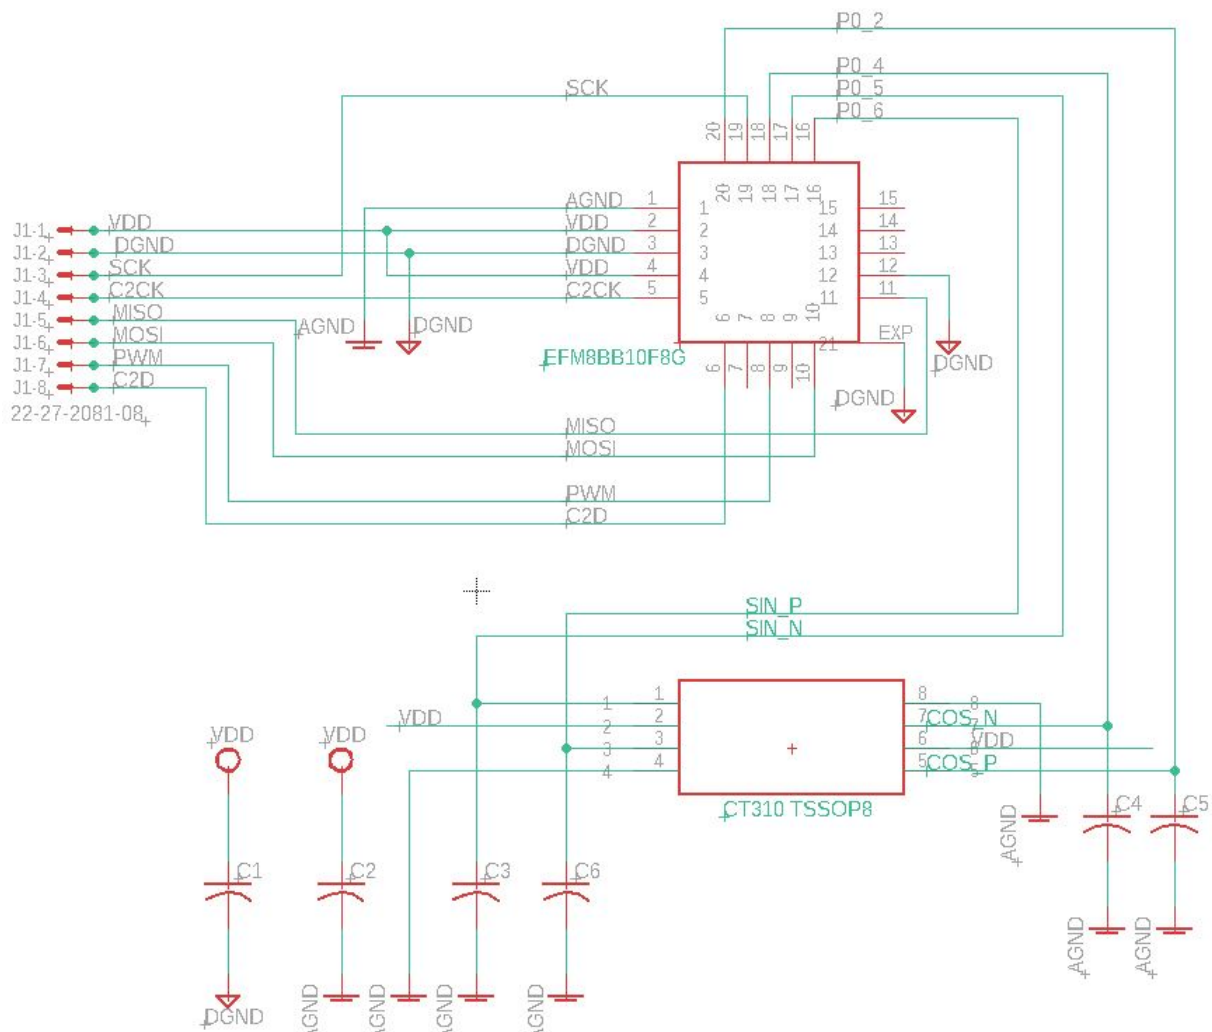 P0_2
P0_4
SCK
P0_5
P0_6
20
19
18
17
16
20
19
18
17
16
AGND
1
1
15
15
J1-1
VDD
VDD
2
2
14
14
J1-2
DGND
DGND
3
3
13
13
J1-3
SCK
VDD
4
4
12
12
J1-4
C2CK
C2CK
5
5
11
11
J1-5
MISO
AGND
DGND
6
7
8
9
10
J1-6
MOSI
21
EXP
J1-7
PWM
EFM8BB10F8G
DGND
J1-8
C2D
6
7
8
9
10
22-27-2081-08
DGND
MISO
MOSI
PWM
C2D
SIN_P
SIN_N
1
1
8
8
VDD
2
2
7
COS_N
7
VDD
VDD
3
3
6
VDD
6
4
4
5
COS_P
5
CT310 TSSOP8
AGND
C4
C5
C1
C2
C3
C6
AGND
AGND
DGND
AGND
AGND
AGND
AGND